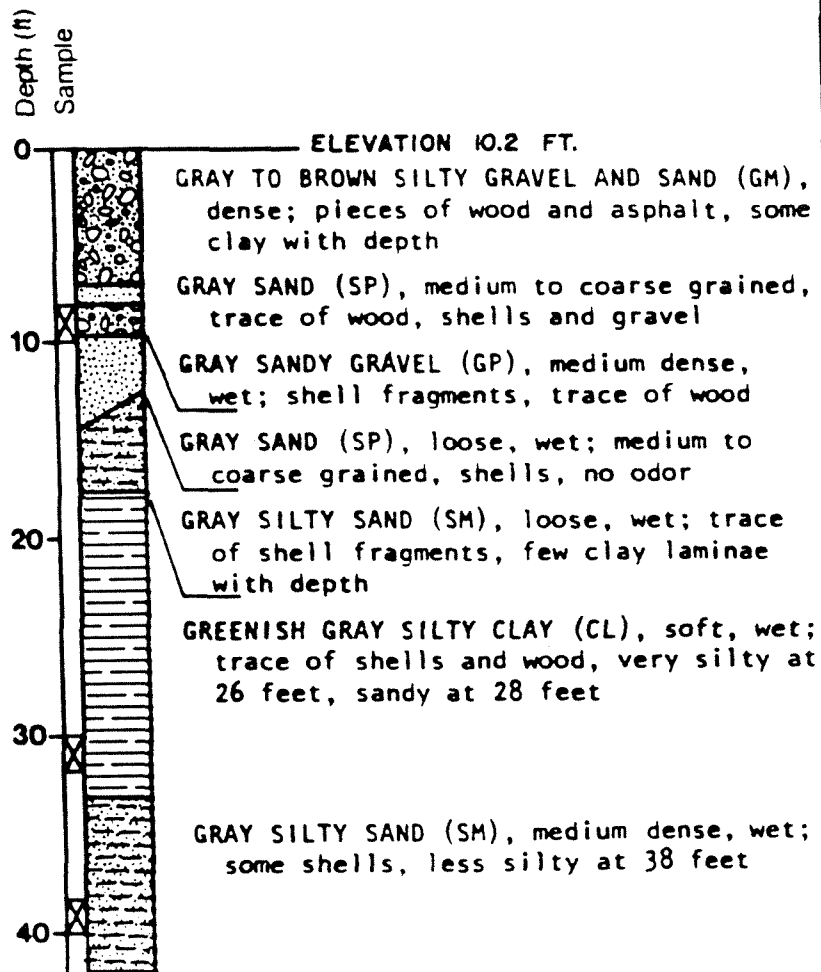 Depth (ft)
Sample
0
ELEVATION 10.2 FT.
GRAY TO BROWN SILTY GRAVEL AND SAND (GM),
dense; pieces of wood and asphalt, some
clay with depth
GRAY SAND (SP), medium to coarse grained,
trace of wood, shells and gravel
10
GRAY SANDY GRAVEL (GP), medium dense,
wet; shell fragments, trace of wood
GRAY SAND (SP), loose, wet; medium to
coarse grained, shells, no odor
GRAY SILTY SAND (SM), loose, wet; trace
20
of shell fragments, few clay laminae
with depth
GREENISH GRAY SILTY CLAY (CL), soft, wet;
trace of shells and wood, very silty at
26 feet, sandy at 28 feet
30
GRAY SILTY SAND (SM), medium dense, wet;
some shells, less silty at 38 feet
40